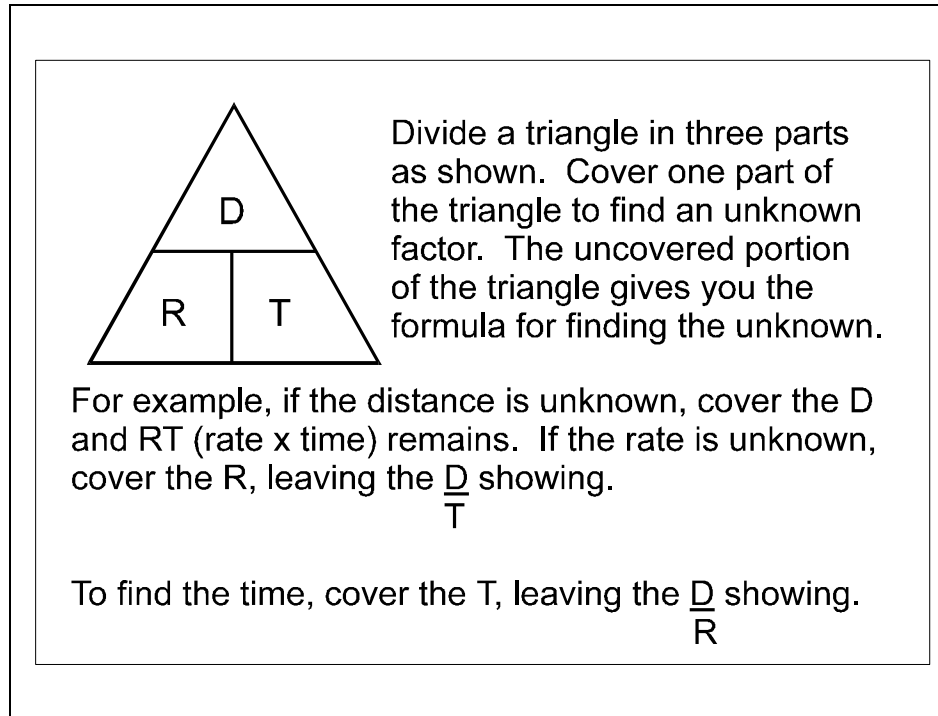 D
R T
Divide a triangle in three parts
as shown.  Cover one part of
the triangle to find an unknown
factor.  The uncovered portion
of the triangle gives you the
formula for finding the unknown.
For example, if the distance is unknown, cover the D
and RT (rate x time) remains.  If the rate is unknown,
cover the R, leaving the D showing.
T
To find the time, cover the T, leaving the D showing.
R